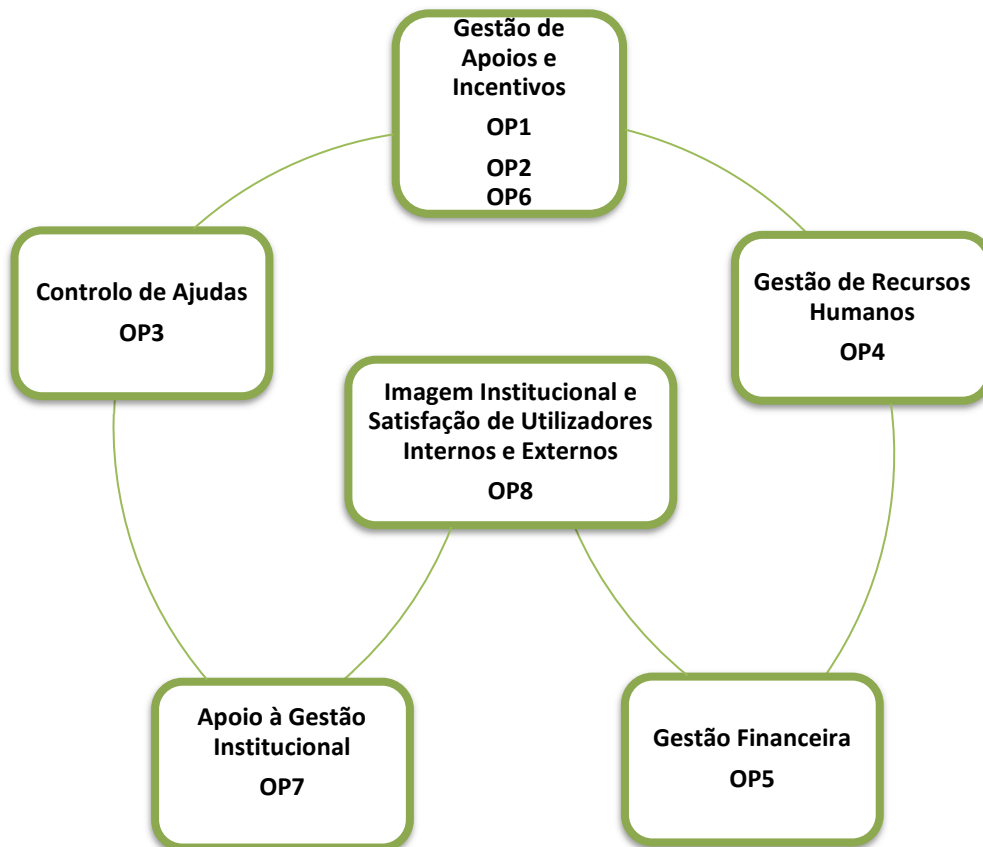 Gestão de
Apoios e
Incentivos
OP1
OP2
OP6
Controlo de Ajudas
OP3
Gestão de Recursos
Humanos
OP4
Imagem Institucional e
Satisfação de Utilizadores
Internos e Externos
OP8
Apoio à Gestão
Institucional
OP7
Gestão Financeira
OP5